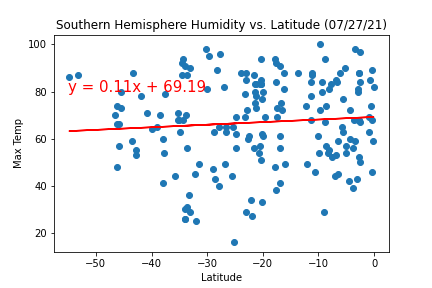 Southern Hemisphere Humidity vs. Latitude (07/27/21)
100
80
60
40
20
Max Temp
y = 0.11x + 69.19
−50
−40
−30
−20
−10
0
Latitude